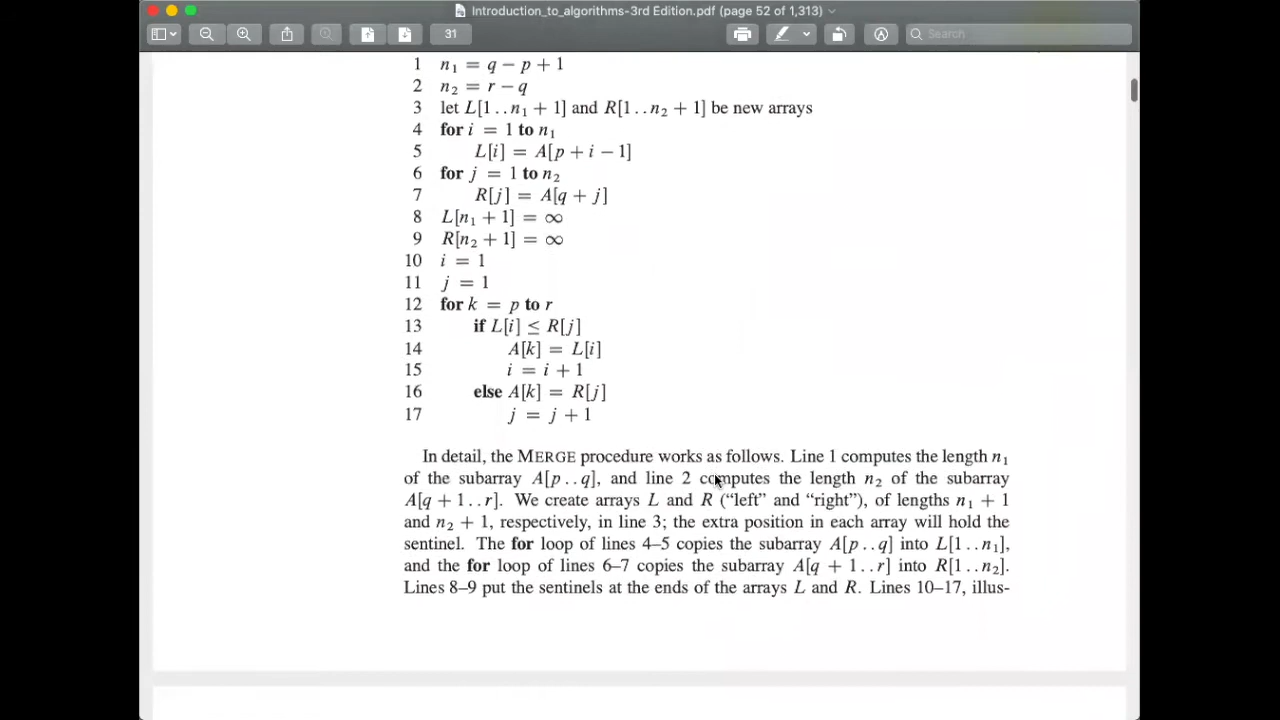 Introduction_to_algorithms-3rd Edition.pdf (page 52 of 1,313)
31
Search
1 n₁ = q − p + 1
2 n₂ = r − q
3 let L[1..n₁ + 1] and R[1..n₂ + 1] be new arrays
4 for i = 1 to n₁
5 L[i] = A[p + i − 1]
6 for j = 1 to n₂
7 R[j] = A[q + j]
8 L[n₁ + 1] = ∞
9 R[n₂ + 1] = ∞
10 i = 1
11 j = 1
12 for k = p to r
13 if L[i] ≤ R[j]
14 A[k] = L[i]
15 i = i + 1
16 else A[k] = R[j]
17 j = j + 1
In detail, the MERGE procedure works as follows. Line 1 computes the length n₁
of the subarray A[p..q], and line 2 computes the length n₂ of the subarray
A[q + 1..r]. We create arrays L and R (“left” and “right”), of lengths n₁ + 1
and n₂ + 1, respectively, in line 3; the extra position in each array will hold the
sentinel. The for loop of lines 4–5 copies the subarray A[p..q] into L[1..n₁],
and the for loop of lines 6–7 copies the subarray A[q + 1..r] into R[1..n₂].
Lines 8–9 put the sentinels at the ends of the arrays L and R. Lines 10–17, illus-